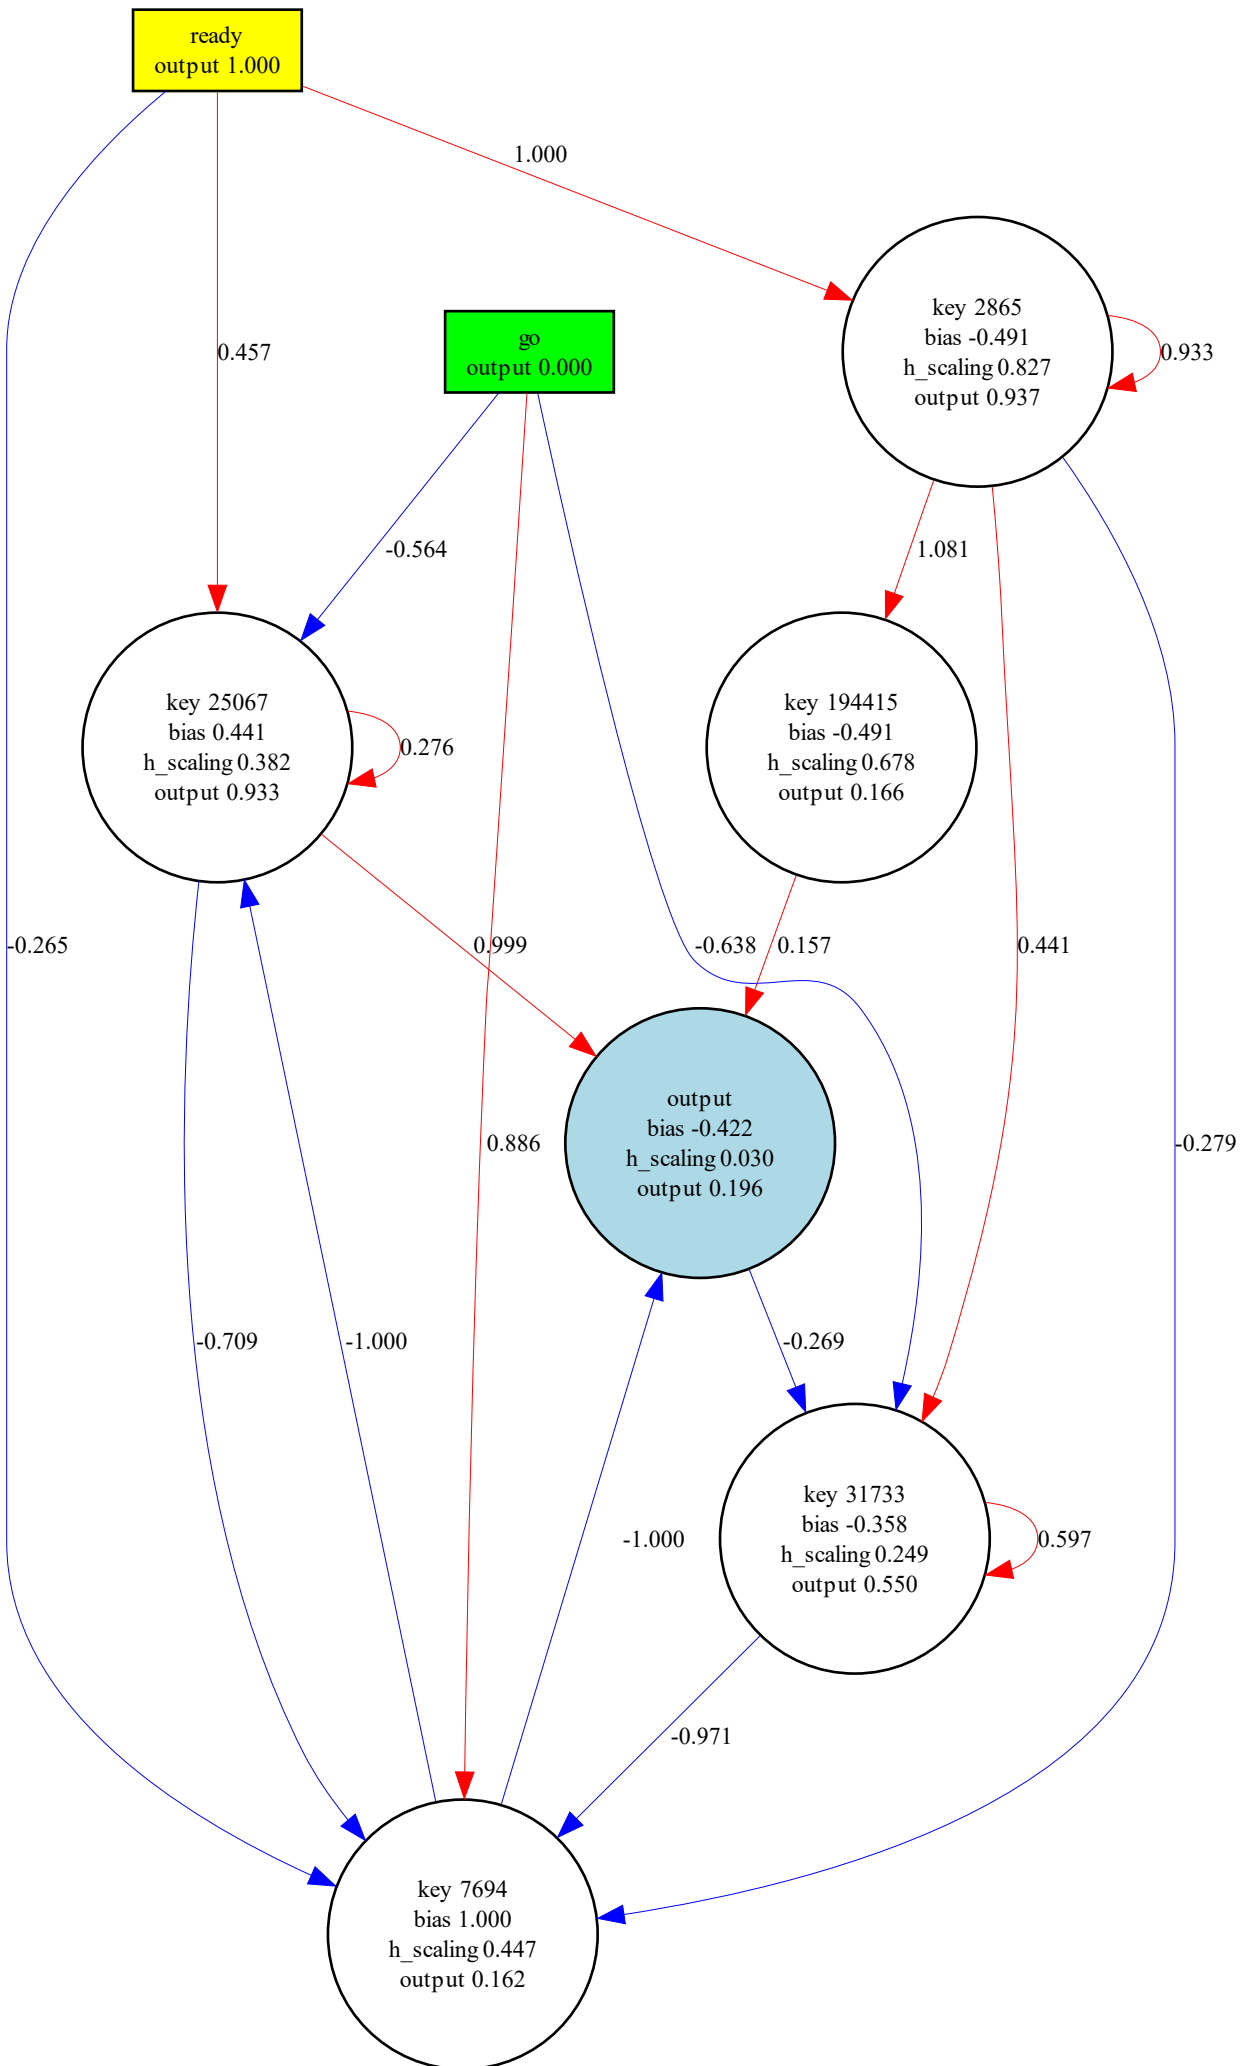 ready
output 1.000
1.000
go
output 0.000
key 2865
bias -0.491
h_scaling 0.827
output 0.937
0.933
0.457
-0.564
1.081
key 25067
bias 0.441
h_scaling 0.382
output 0.933
0.276
key 194415
bias -0.491
h_scaling 0.678
output 0.166
-0.265
0.999
-0.638
0.157
0.441
output
bias -0.422
h_scaling 0.030
output 0.196
0.886
-0.279
-0.709
-1.000
-0.269
-1.000
key 31733
bias -0.358
h_scaling 0.249
output 0.550
0.597
-0.971
key 7694
bias 1.000
h_scaling 0.447
output 0.162